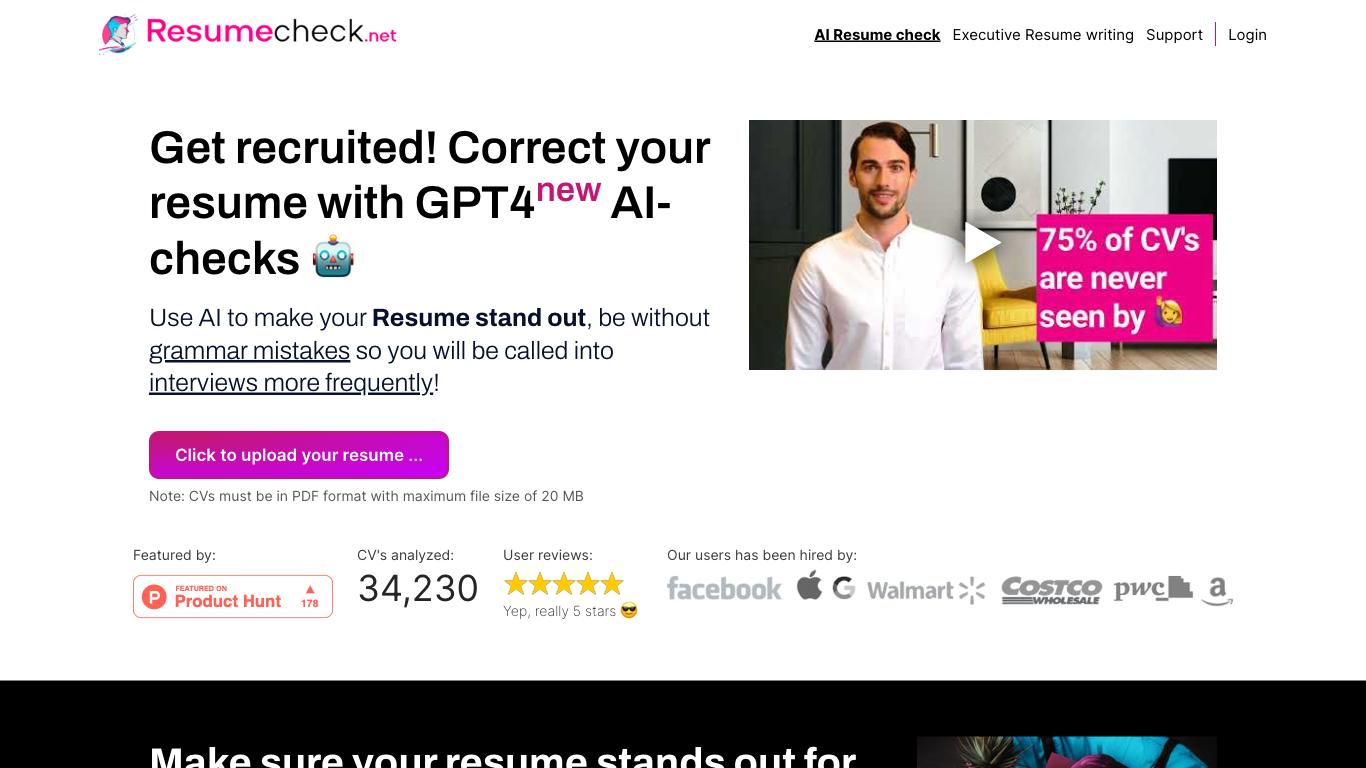 Resumecheck.net
AI Resume check Executive Resume writing Support Login
Get recruited! Correct your
resume with GPT4new AI-
checks 🤖
75% of CV's
are never
seen by 🙋
Use AI to make your Resume stand out, be without
grammar mistakes so you will be called into
interviews more frequently!
Click to upload your resume ...
Note: CVs must be in PDF format with maximum file size of 20 MB
Featured by:
FEATURED ON
Product Hunt
178
CV's analyzed:
34,230
User reviews:
Yep, really 5 stars 😎
Our users has been hired by:
facebook G Walmart COSTCO WHOLESALE pwc a
Make sure your resume stands out for